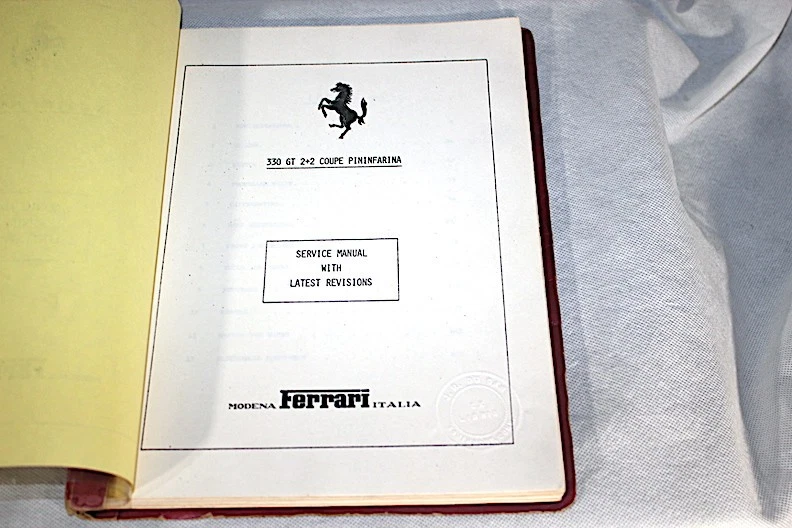 330 GT 2+2 COUPE PININFARINA
SERVICE MANUAL
WITH
LATEST REVISIONS
MODENA Ferrari ITALIA